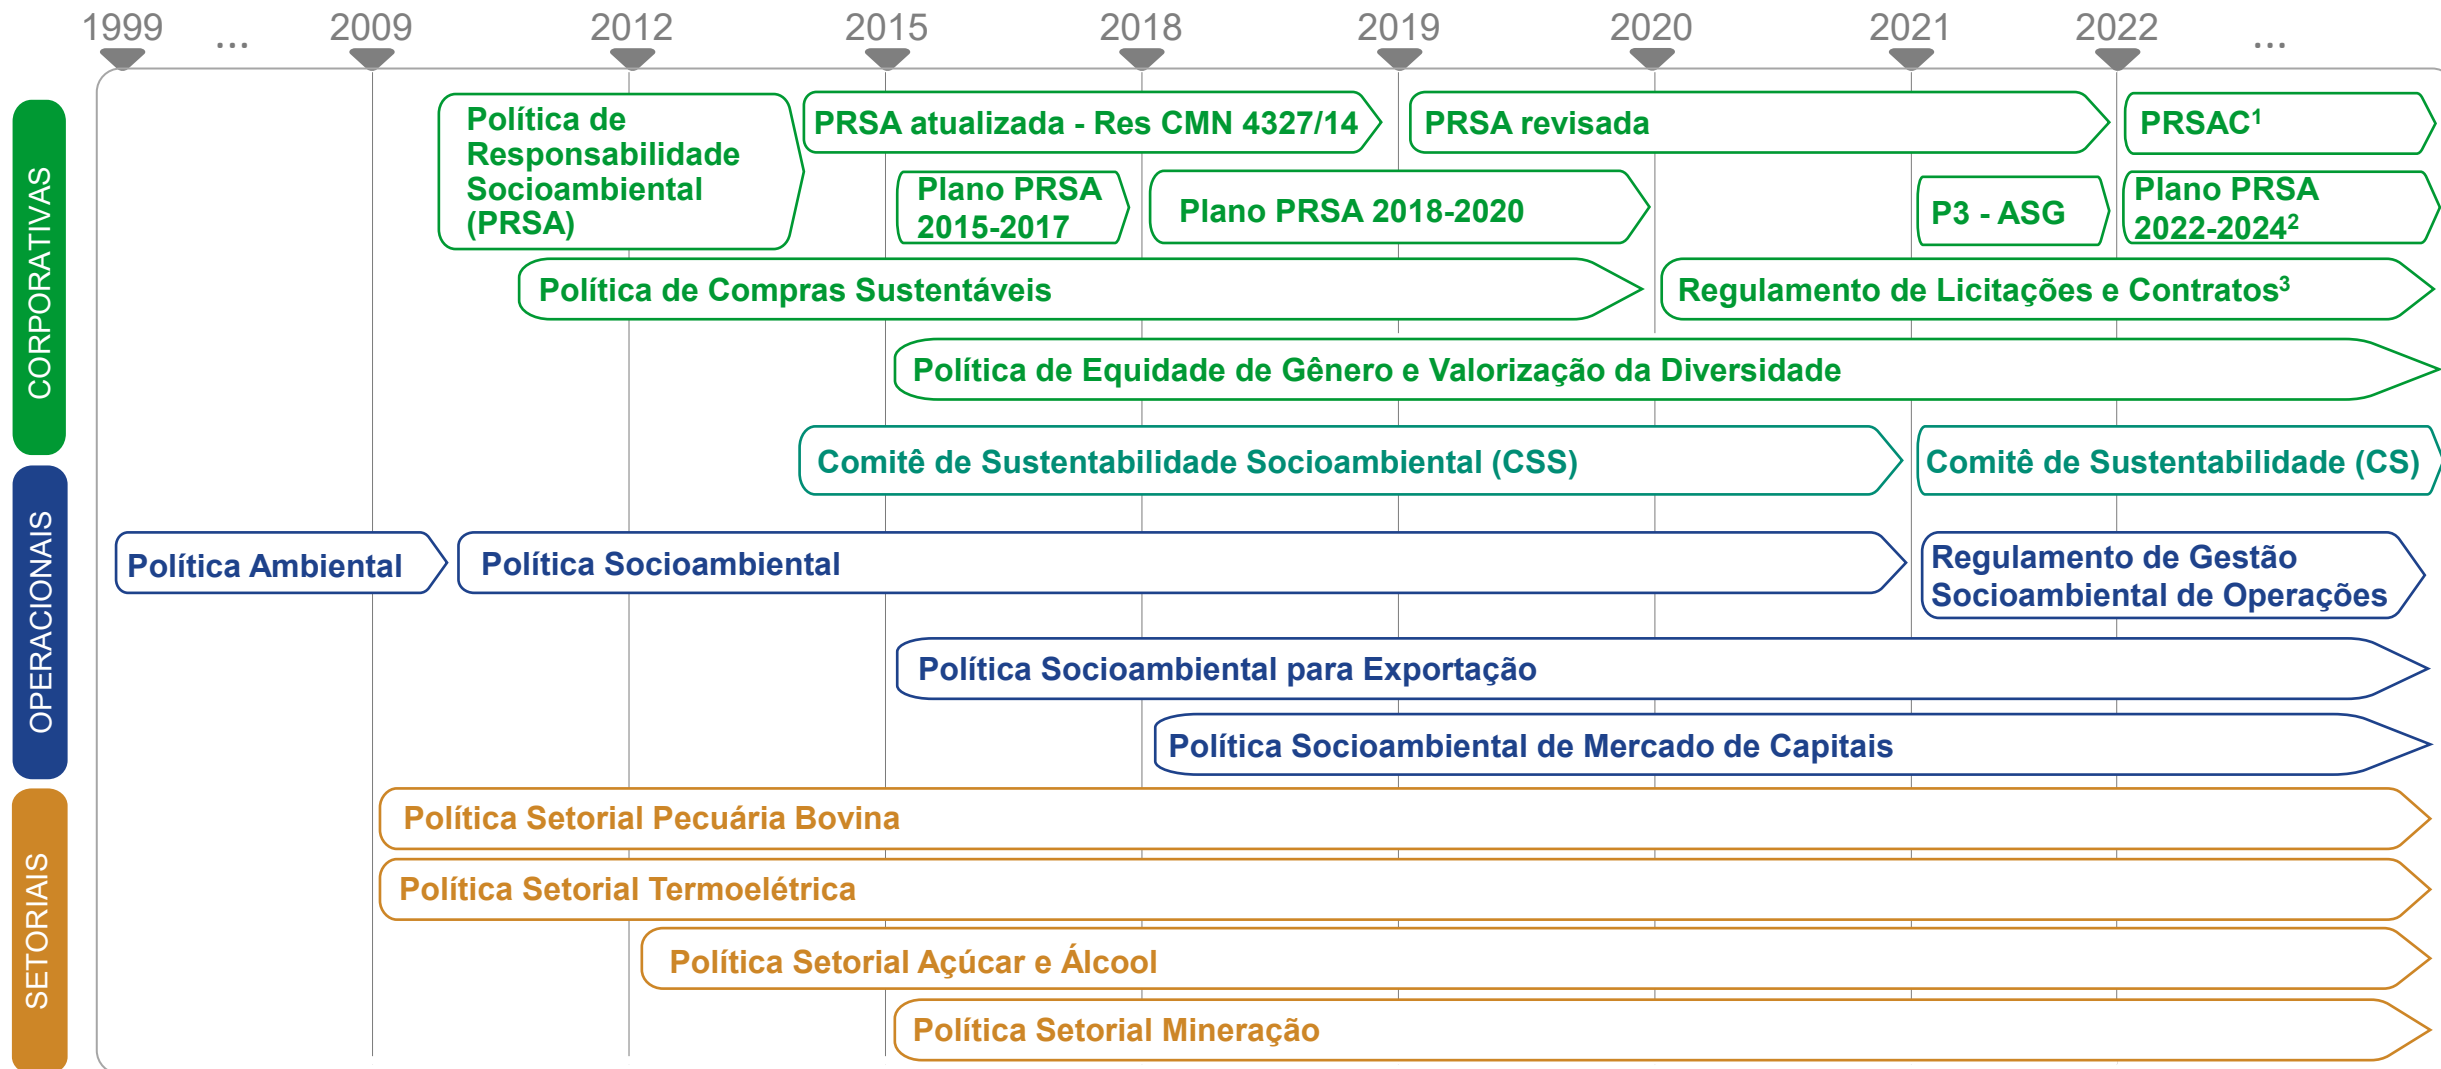 1999 ... 2009 2012 2015 2018 2019 2020 2021 2022 ...
CORPORATIVAS
Política de
Responsabilidade
Socioambiental
(PRSA)
PRSA atualizada - Res CMN 4327/14
PRSA revisada
PRSAC¹
Plano PRSA
2015-2017
Plano PRSA 2018-2020
P3 - ASG
Plano PRSA
2022-2024²
Política de Compras Sustentáveis
Regulamento de Licitações e Contratos³
Política de Equidade de Gênero e Valorização da Diversidade
Comitê de Sustentabilidade Socioambiental (CSS)
Comitê de Sustentabilidade (CS)
OPERACIONAIS
Política Ambiental
Política Socioambiental
Regulamento de Gestão
Socioambiental de Operações
Política Socioambiental para Exportação
Política Socioambiental de Mercado de Capitais
SETORIAIS
Política Setorial Pecuária Bovina
Política Setorial Termoelétrica
Política Setorial Açúcar e Álcool
Política Setorial Mineração